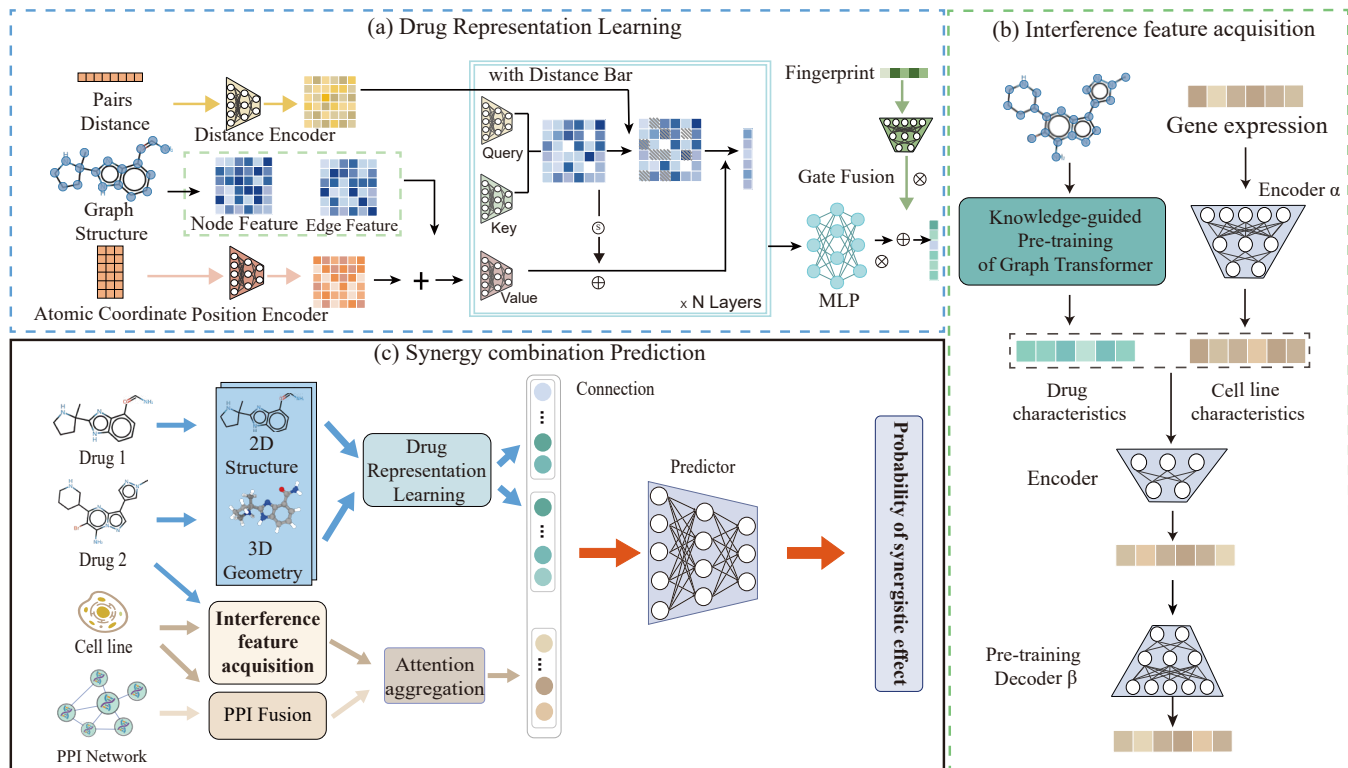 (a) Drug Representation Learning
Pairs
Distance
Distance Encoder
Graph
Structure
Node Feature
Edge Feature
Atomic Coordinate
Position Encoder
with Distance Bar
Query
Key
Value
S
x N Layers
Fingerprint
Gate Fusion
MLP
(b) Interference feature acquisition
Gene expression
Encoder α
Knowledge-guided
Pre-training
of Graph Transformer
Drug
characteristics
Cell line
characteristics
Encoder
Pre-training
Decoder β
(c) Synergy combination Prediction
Drug 1
Drug 2
Cell line
PPI Network
2D
Structure
3D
Geometry
Drug
Representation
Learning
Interference
feature
acquisition
PPI Fusion
Attention
aggregation
Connection
Predictor
Probability of synergistic effect